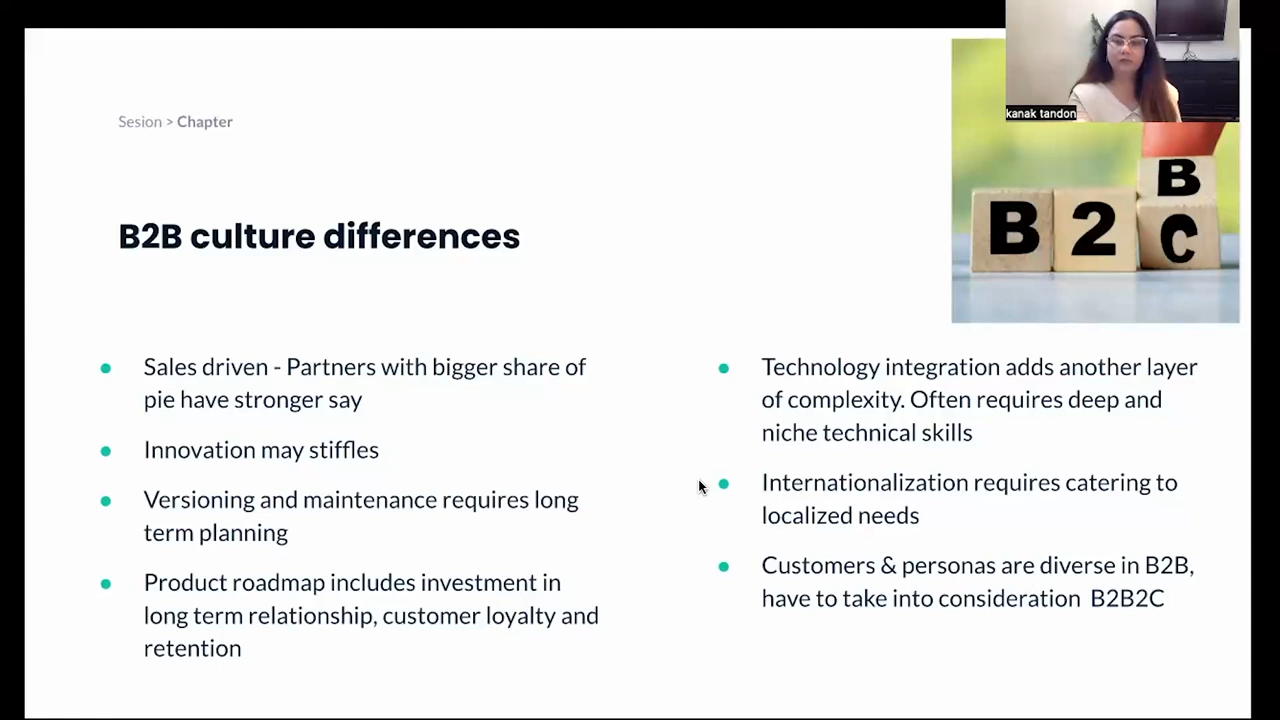 kanak tandon
Sesion > Chapter
B2B culture differences
B
B 2 C
Sales driven - Partners with bigger share of
pie have stronger say
Innovation may stiffles
Versioning and maintenance requires long
term planning
Product roadmap includes investment in
long term relationship, customer loyalty and
retention
Technology integration adds another layer
of complexity. Often requires deep and
niche technical skills
Internationalization requires catering to
localized needs
Customers & personas are diverse in B2B,
have to take into consideration B2B2C